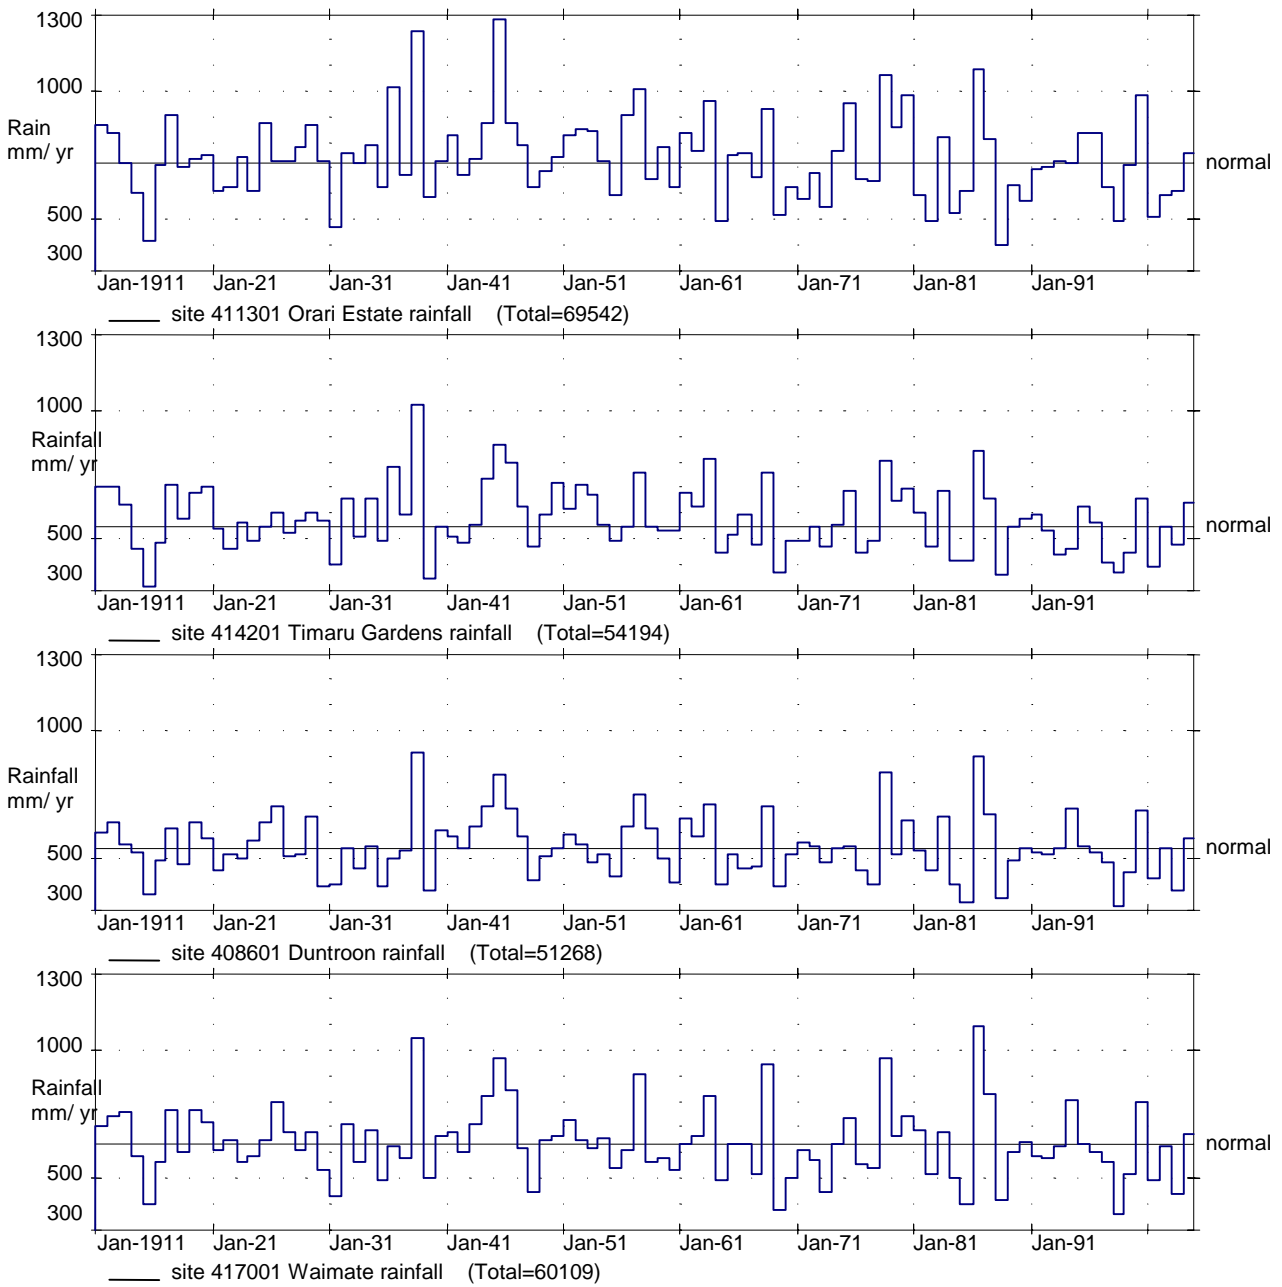 1300
1000
Rain
mm/ yr
normal
500
300
Jan-1911 Jan-21 Jan-31 Jan-41 Jan-51 Jan-61 Jan-71 Jan-81 Jan-91
site 411301 Orari Estate rainfall (Total=69542)
1300
1000
Rainfall
mm/ yr
normal
500
300
Jan-1911 Jan-21 Jan-31 Jan-41 Jan-51 Jan-61 Jan-71 Jan-81 Jan-91
site 414201 Timaru Gardens rainfall (Total=54194)
1300
1000
Rainfall
mm/ yr
normal
500
300
Jan-1911 Jan-21 Jan-31 Jan-41 Jan-51 Jan-61 Jan-71 Jan-81 Jan-91
site 408601 Duntroon rainfall (Total=51268)
1300
1000
Rainfall
mm/ yr
normal
500
300
Jan-1911 Jan-21 Jan-31 Jan-41 Jan-51 Jan-61 Jan-71 Jan-81 Jan-91
site 417001 Waimate rainfall (Total=60109)